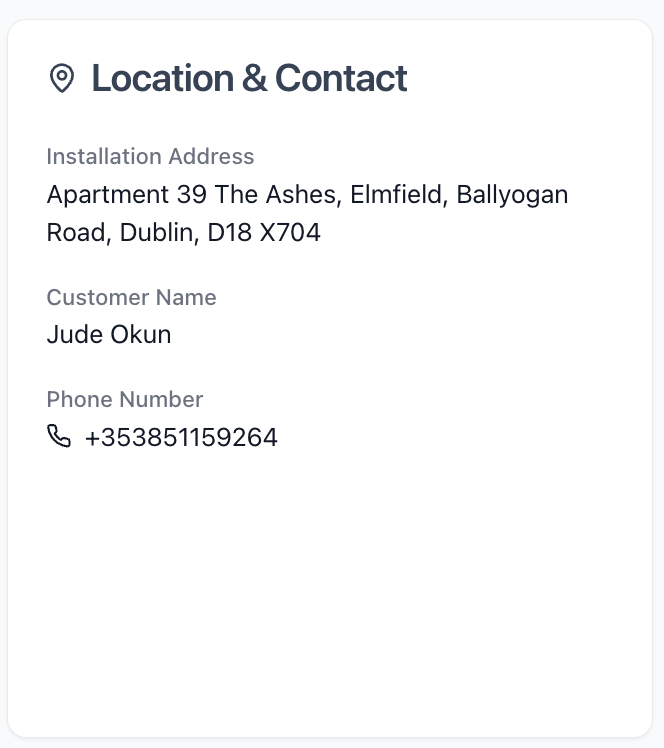 Location & Contact
Installation Address
Apartment 39 The Ashes, Elmfield, Ballyogan
Road, Dublin, D18 X704
Customer Name
Jude Okun
Phone Number
+353851159264